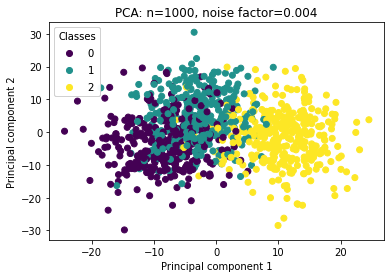 PCA: n=1000, noise factor=0.004
Classes
0
1
2
30
20
10
0
−10
−20
−30
Principal component 2
−20 −10 0 10 20
Principal component 1